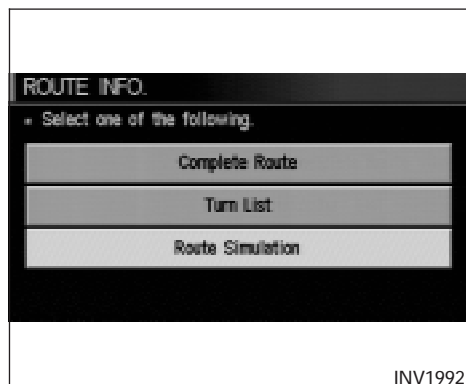 ROUTE INFO.
▪ Select one of the following.
Complete Route
Turn List
Route Simulation
INV1992